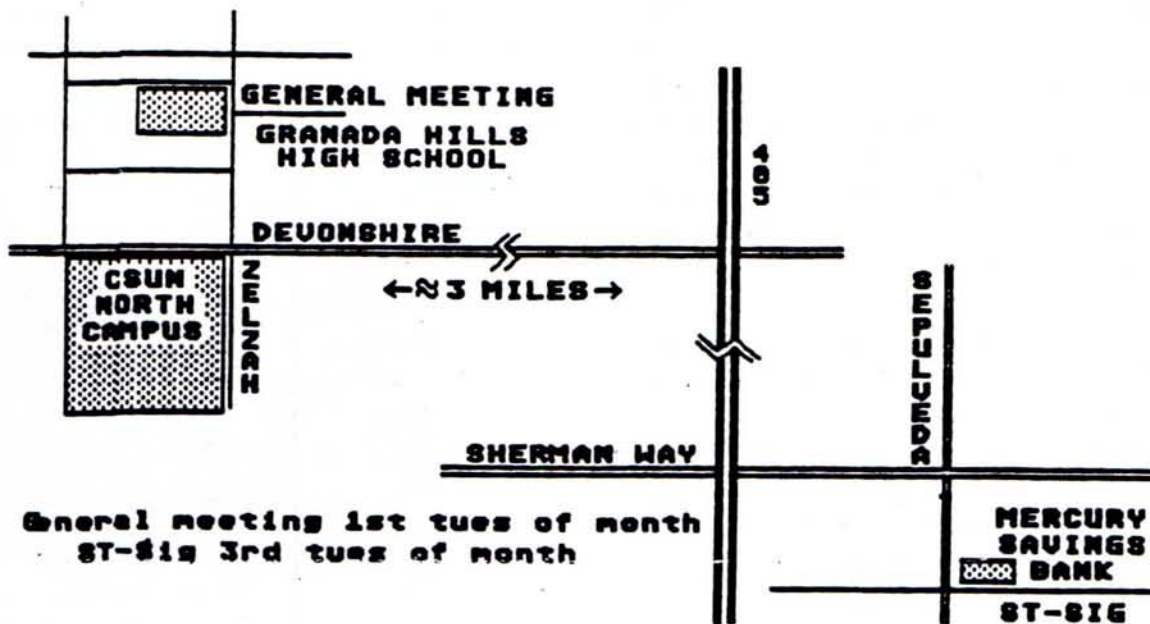 GENERAL MEETING
GRANADA HILLS
HIGH SCHOOL
405
DEVONSHIRE
CSUN
NORTH
CAMPUS
ZELZAH
←≈3 MILES→
SEPULVEDA
SHERMAN WAY
General meeting 1st tues of month
ST-Sig 3rd tues of month
MERCURY
SAVINGS
BANK
ST-SIG